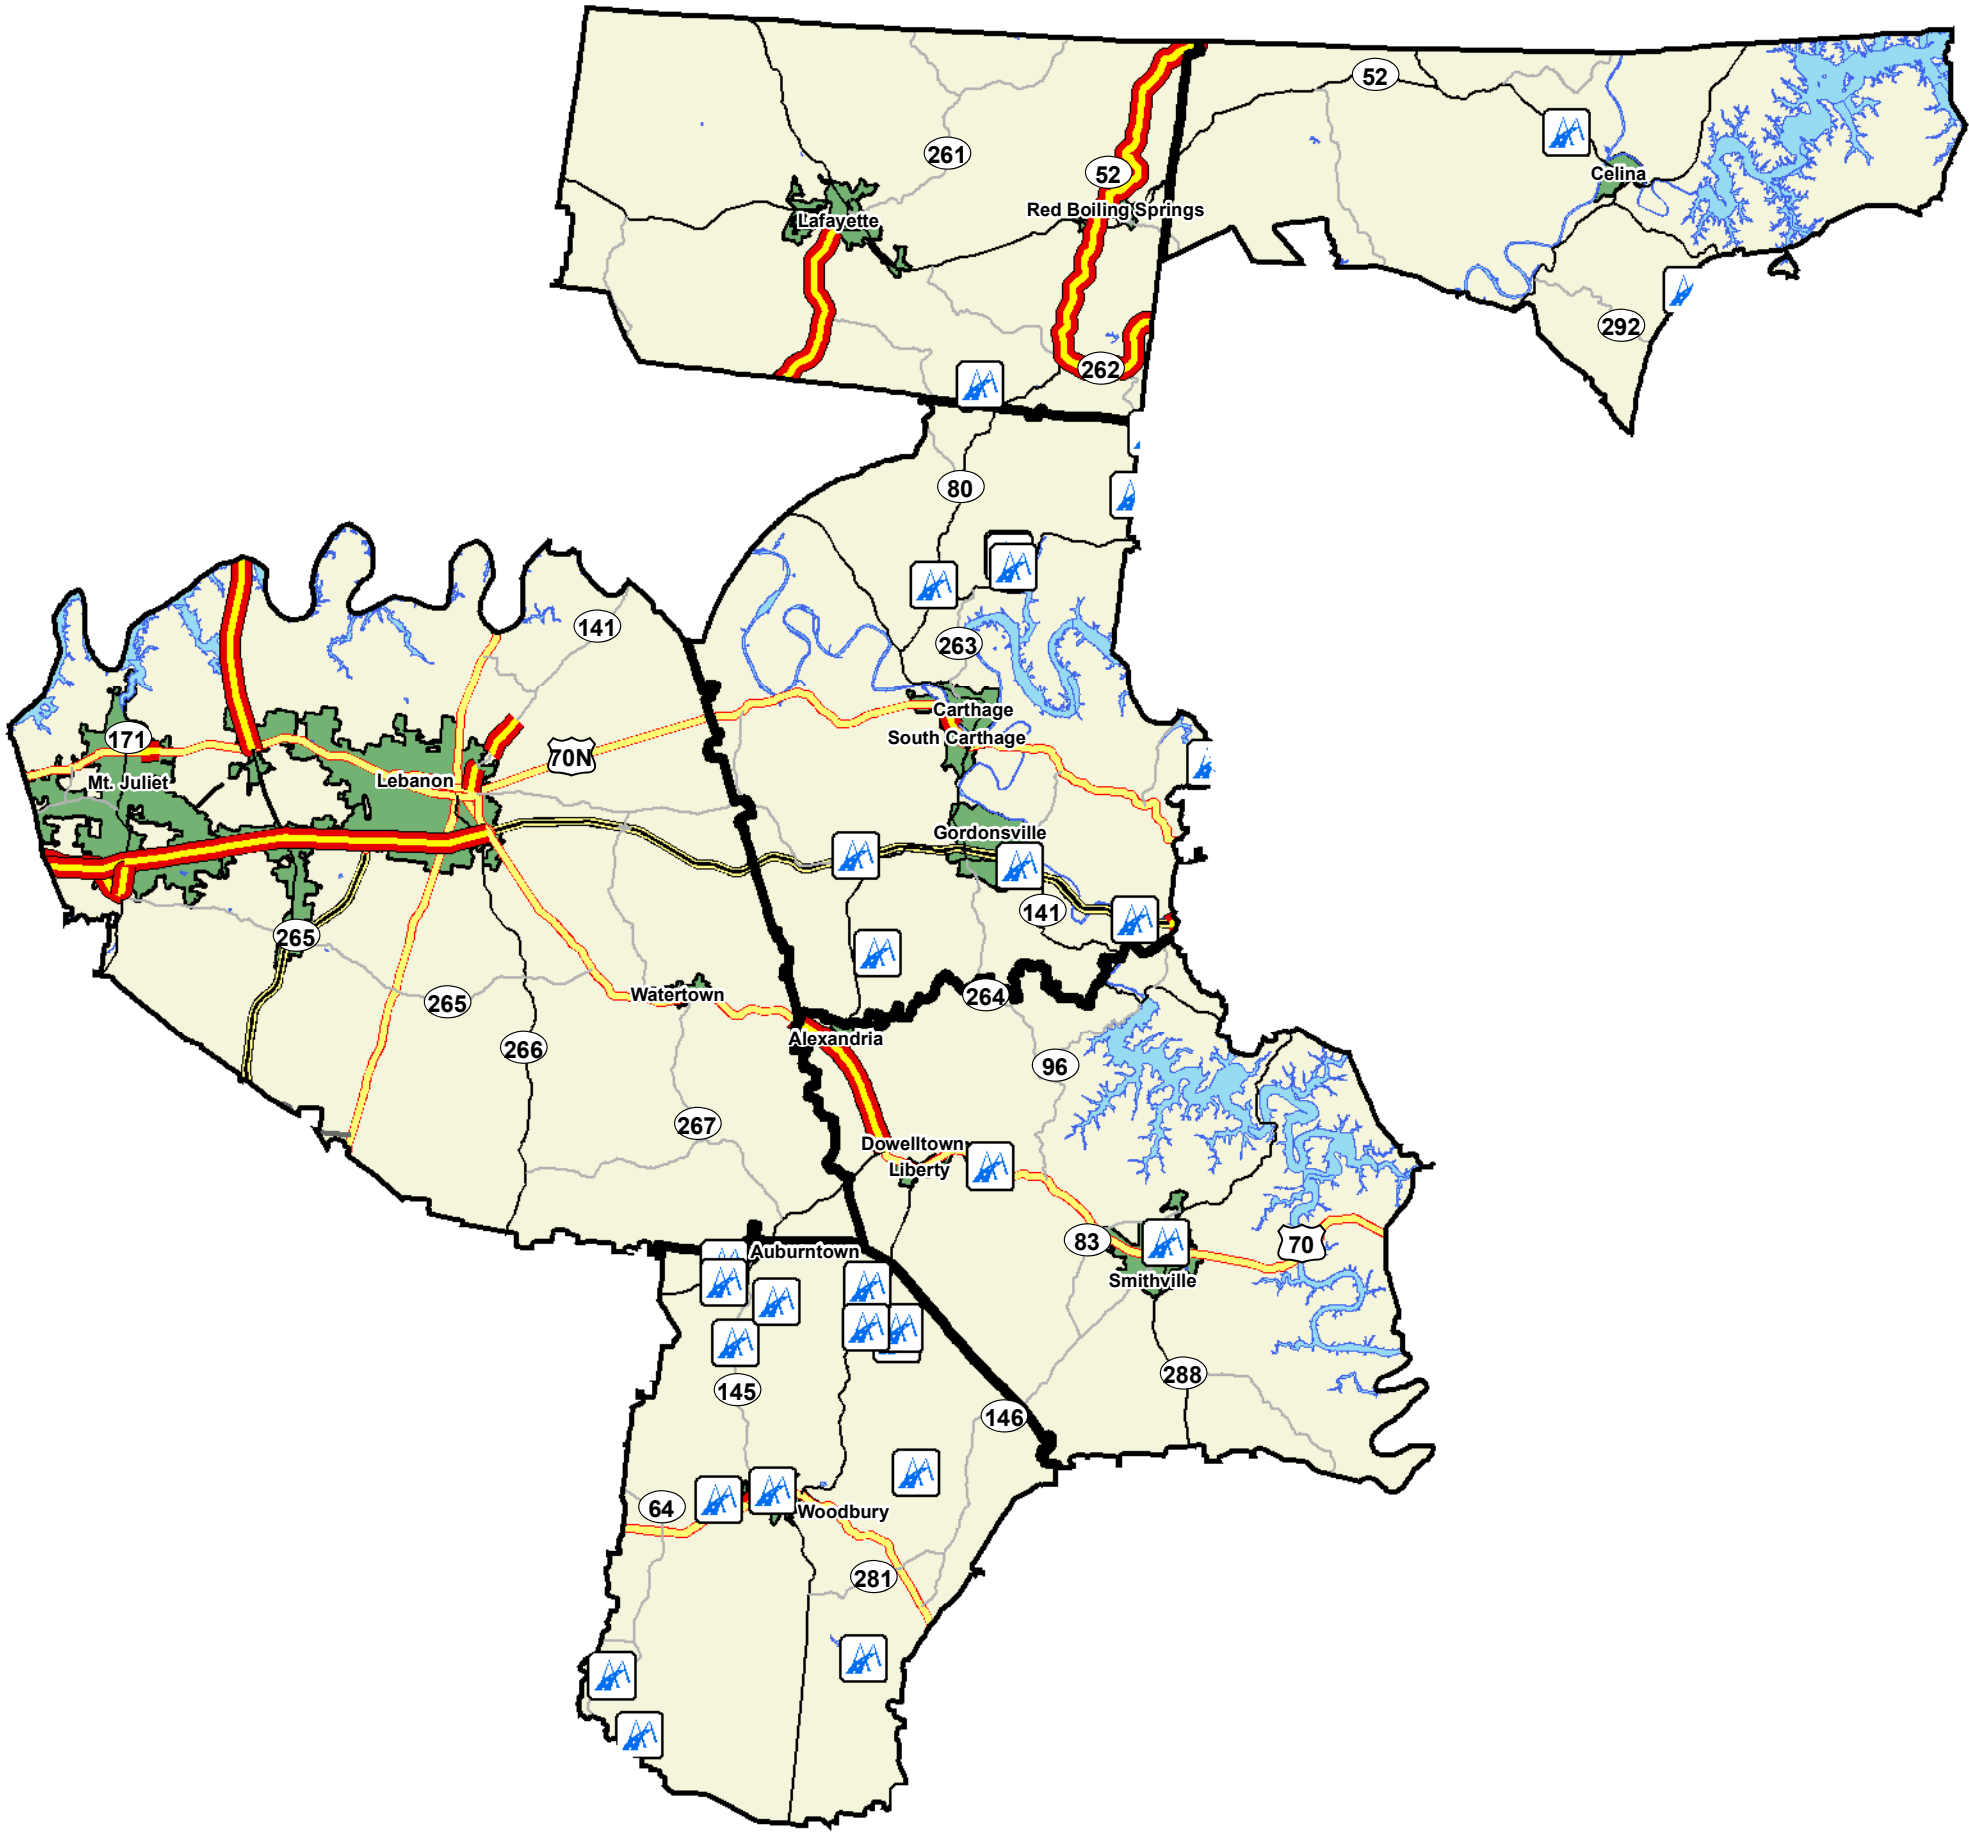 52
261
52
Celina
Red Boiling Springs
Lafayette
292
262
80
141
263
Carthage
171
South Carthage
70N
Mt. Juliet
Lebanon
Gordonsville
141
265
Watertown
264
265
Alexandria
266
96
267
Dowelltown
Liberty
83
70
Auburntown
Smithville
288
145
146
64
Woodbury
281